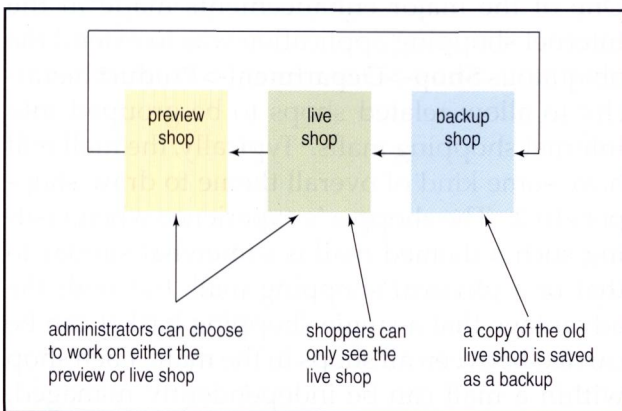 preview
shop
live
shop
backup
shop
administrators can choose
to work on either the
preview or live shop
shoppers can
only see the
live shop
a copy of the old
live shop is saved
as a backup